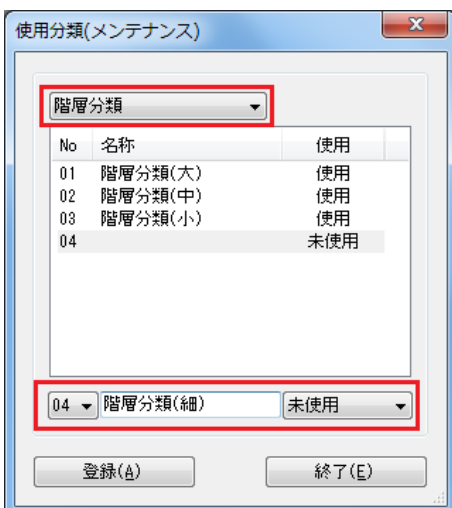 使用分類(メンテナンス)
階層分類
No 名称 使用
01 階層分類(大) 使用
02 階層分類(中) 使用
03 階層分類(小) 使用
04 未使用
04 階層分類(細) 未使用
登録(A) 終了(E)